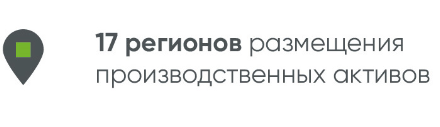 17 регионов размещения
производственных активов